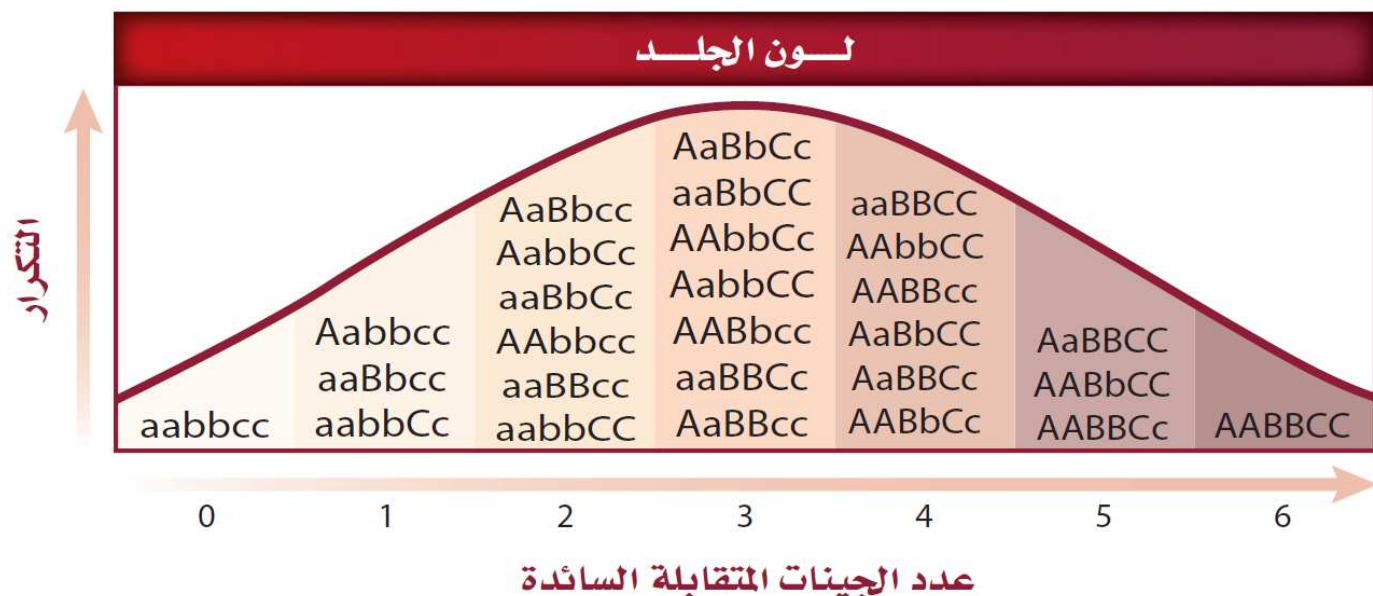 لـــون الجلـــد
التكرار
aabbcc
Aabbcc
aaBbcc
aabbCc
AaBbcc
AabbCc
aaBbCc
AAbbcc
aaBBcc
aabbCC
AaBbCc
aaBbCC
AAbbCc
AabbCC
AABbcc
aaBBCc
AaBBcc
aaBBCC
AAbbCC
AABBcc
AaBbCC
AaBBCc
AABbCc
AaBBCC
AABbCC
AABBCc
AABBCC
0 1 2 3 4 5 6
عدد الجينات المتقابلة السائدة